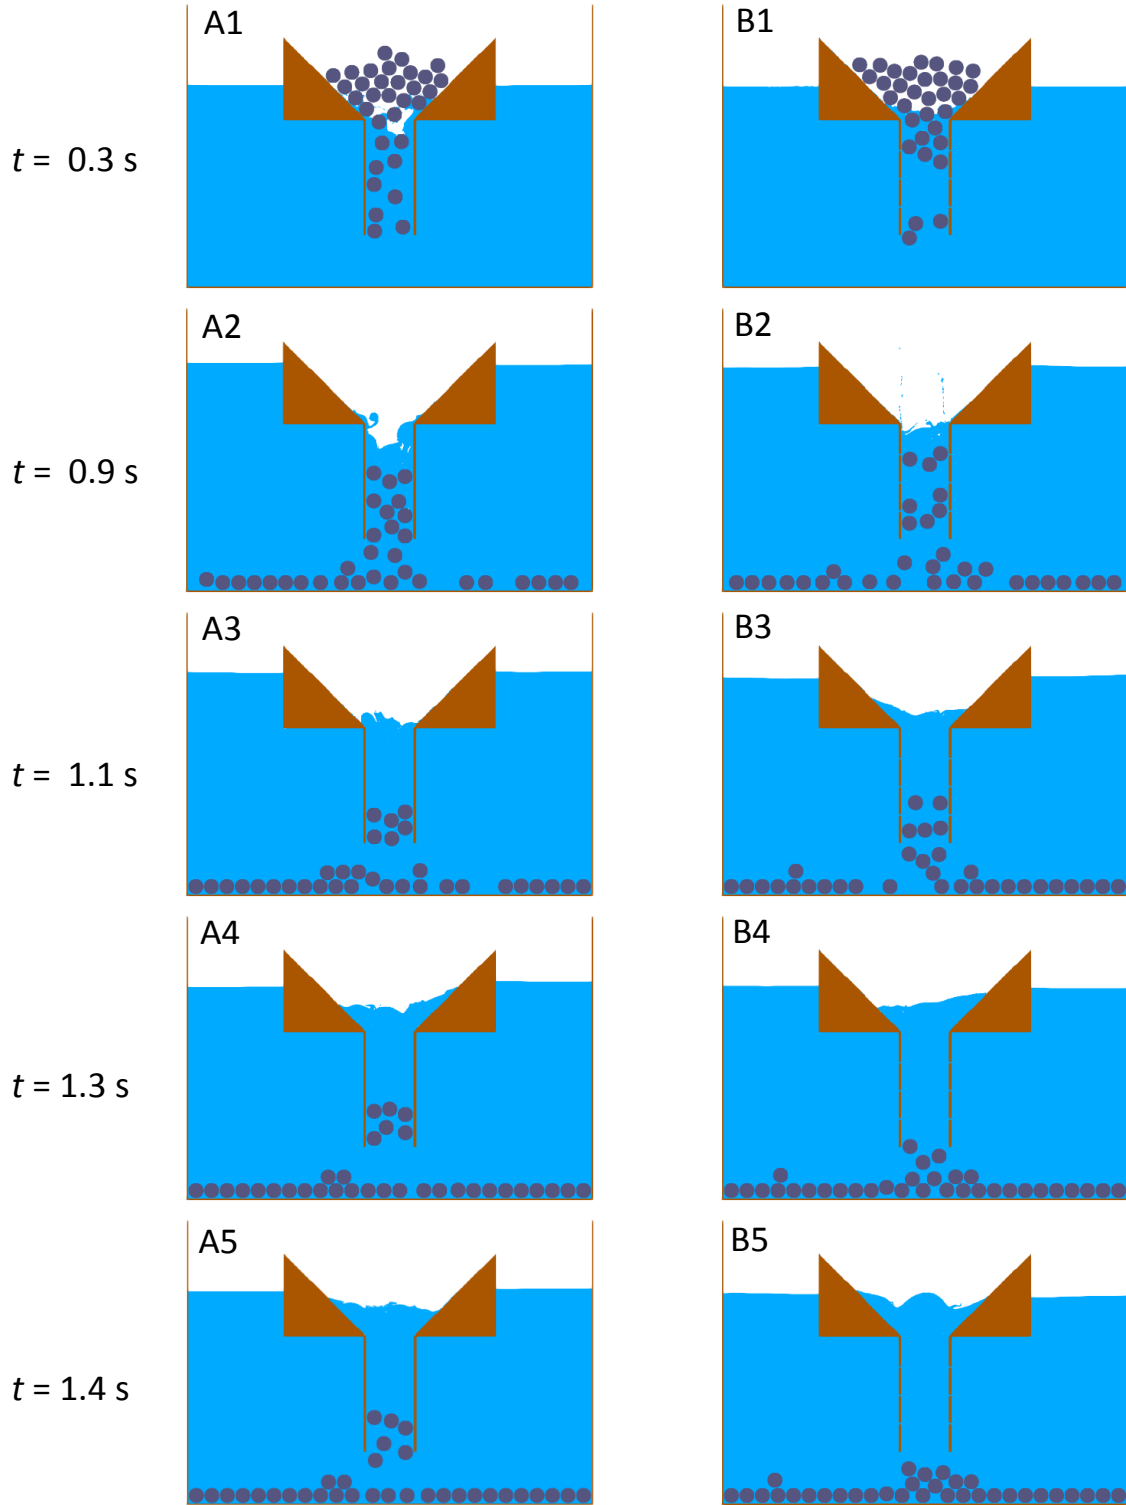 A1
B1
t = 0.3 s
A2
B2
t = 0.9 s
A3
B3
t = 1.1 s
A4
B4
t = 1.3 s
A5
B5
t = 1.4 s